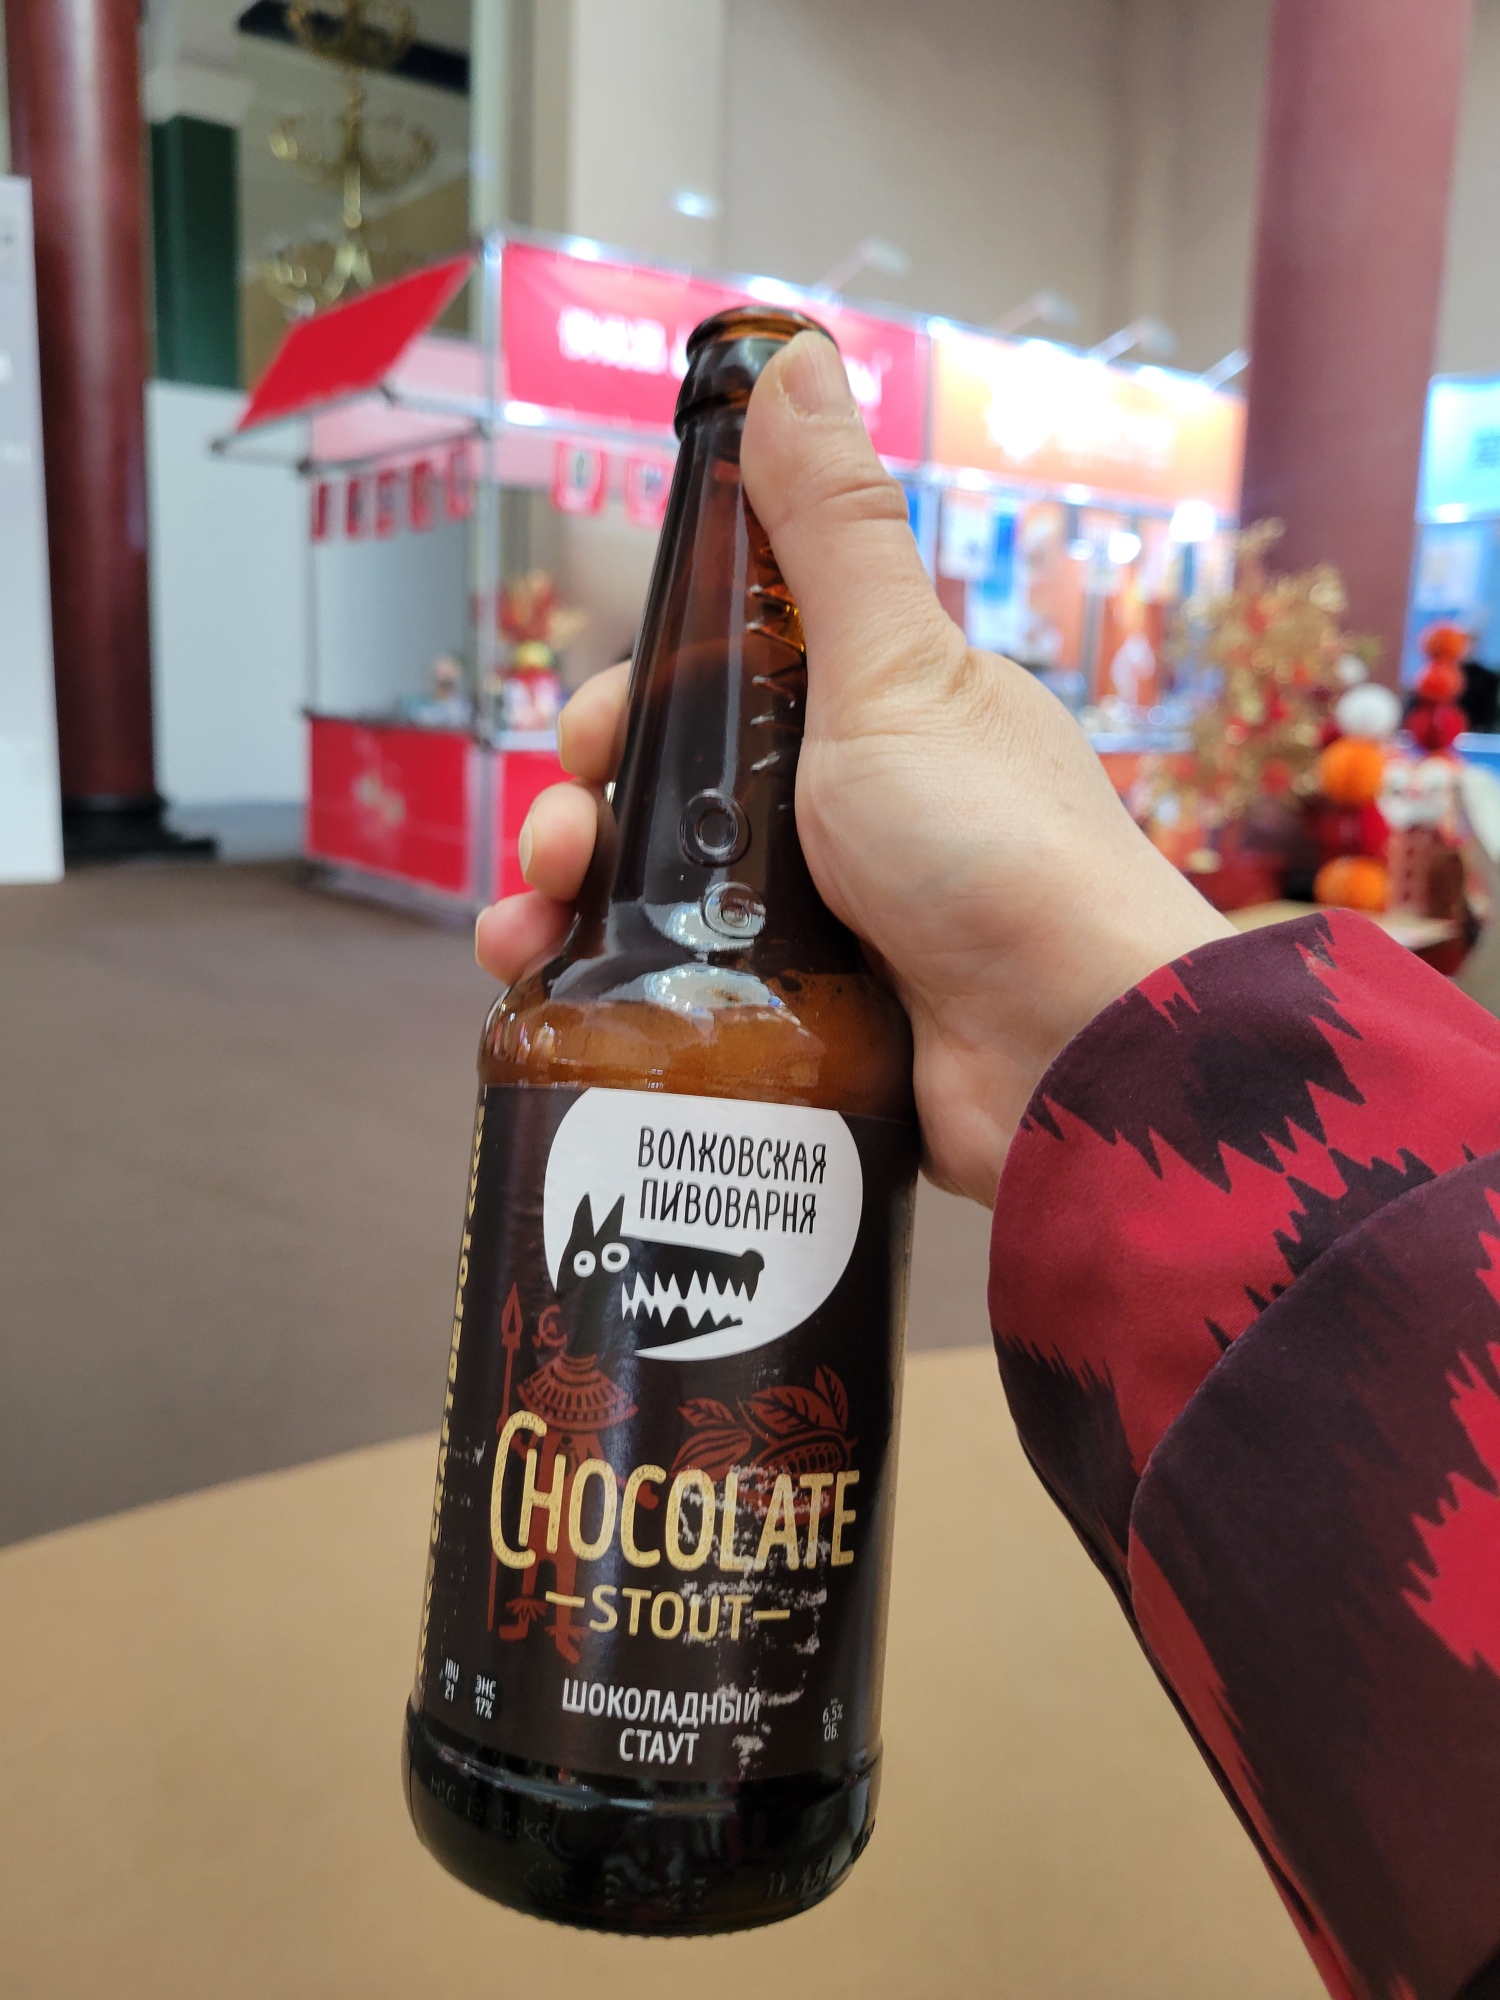 ВОЛКОВСКАЯ
ПИВОВАРНЯ
CHOCOLATE
STOUT
IBU
21
ЭНС
17%
ШОКОЛАДНЫЙ
СТАУТ
6,5%
ОБ.